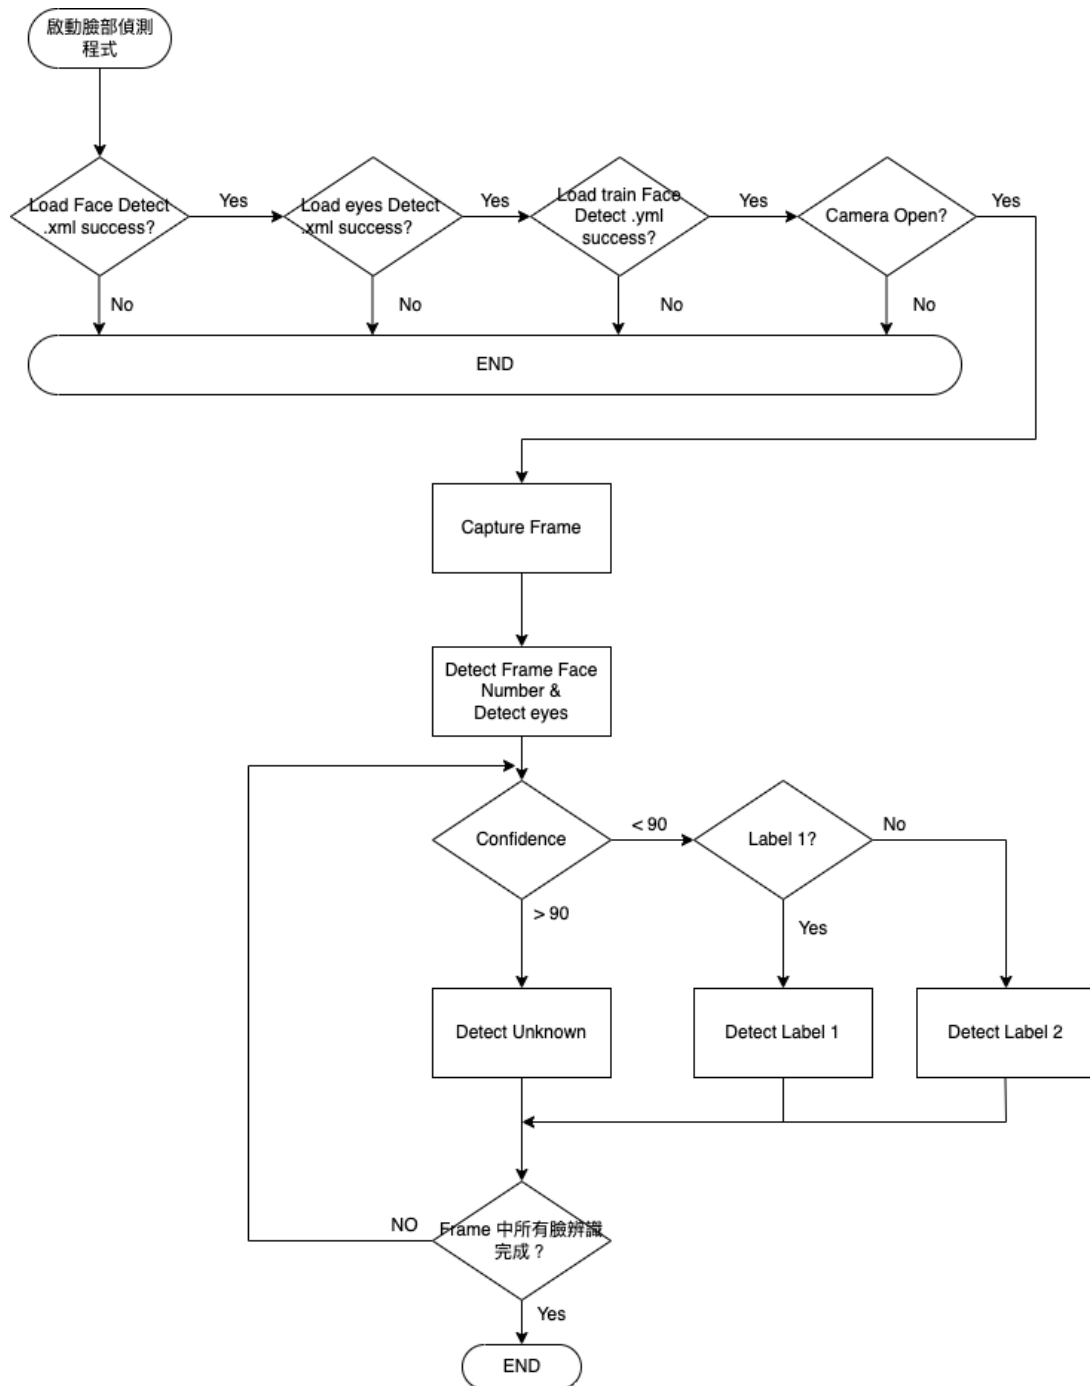 啟動臉部偵測
程式
Load Face Detect
.xml success?
Yes
Load eyes Detect
.xml success?
Yes
Load train Face
Detect .yml
success?
Yes
Camera Open?
Yes
No
No
No
No
END
Capture Frame
Detect Frame Face
Number &
Detect eyes
Confidence
< 90
Label 1?
No
> 90
Yes
Detect Unknown
Detect Label 1
Detect Label 2
NO
Frame 中所有臉辨識
完成？
Yes
END